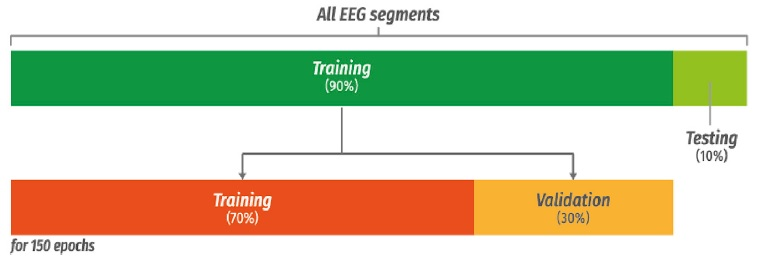 All EEG segments
Training
(90%)
Testing
(10%)
Training
(70%)
Validation
(30%)
for 150 epochs